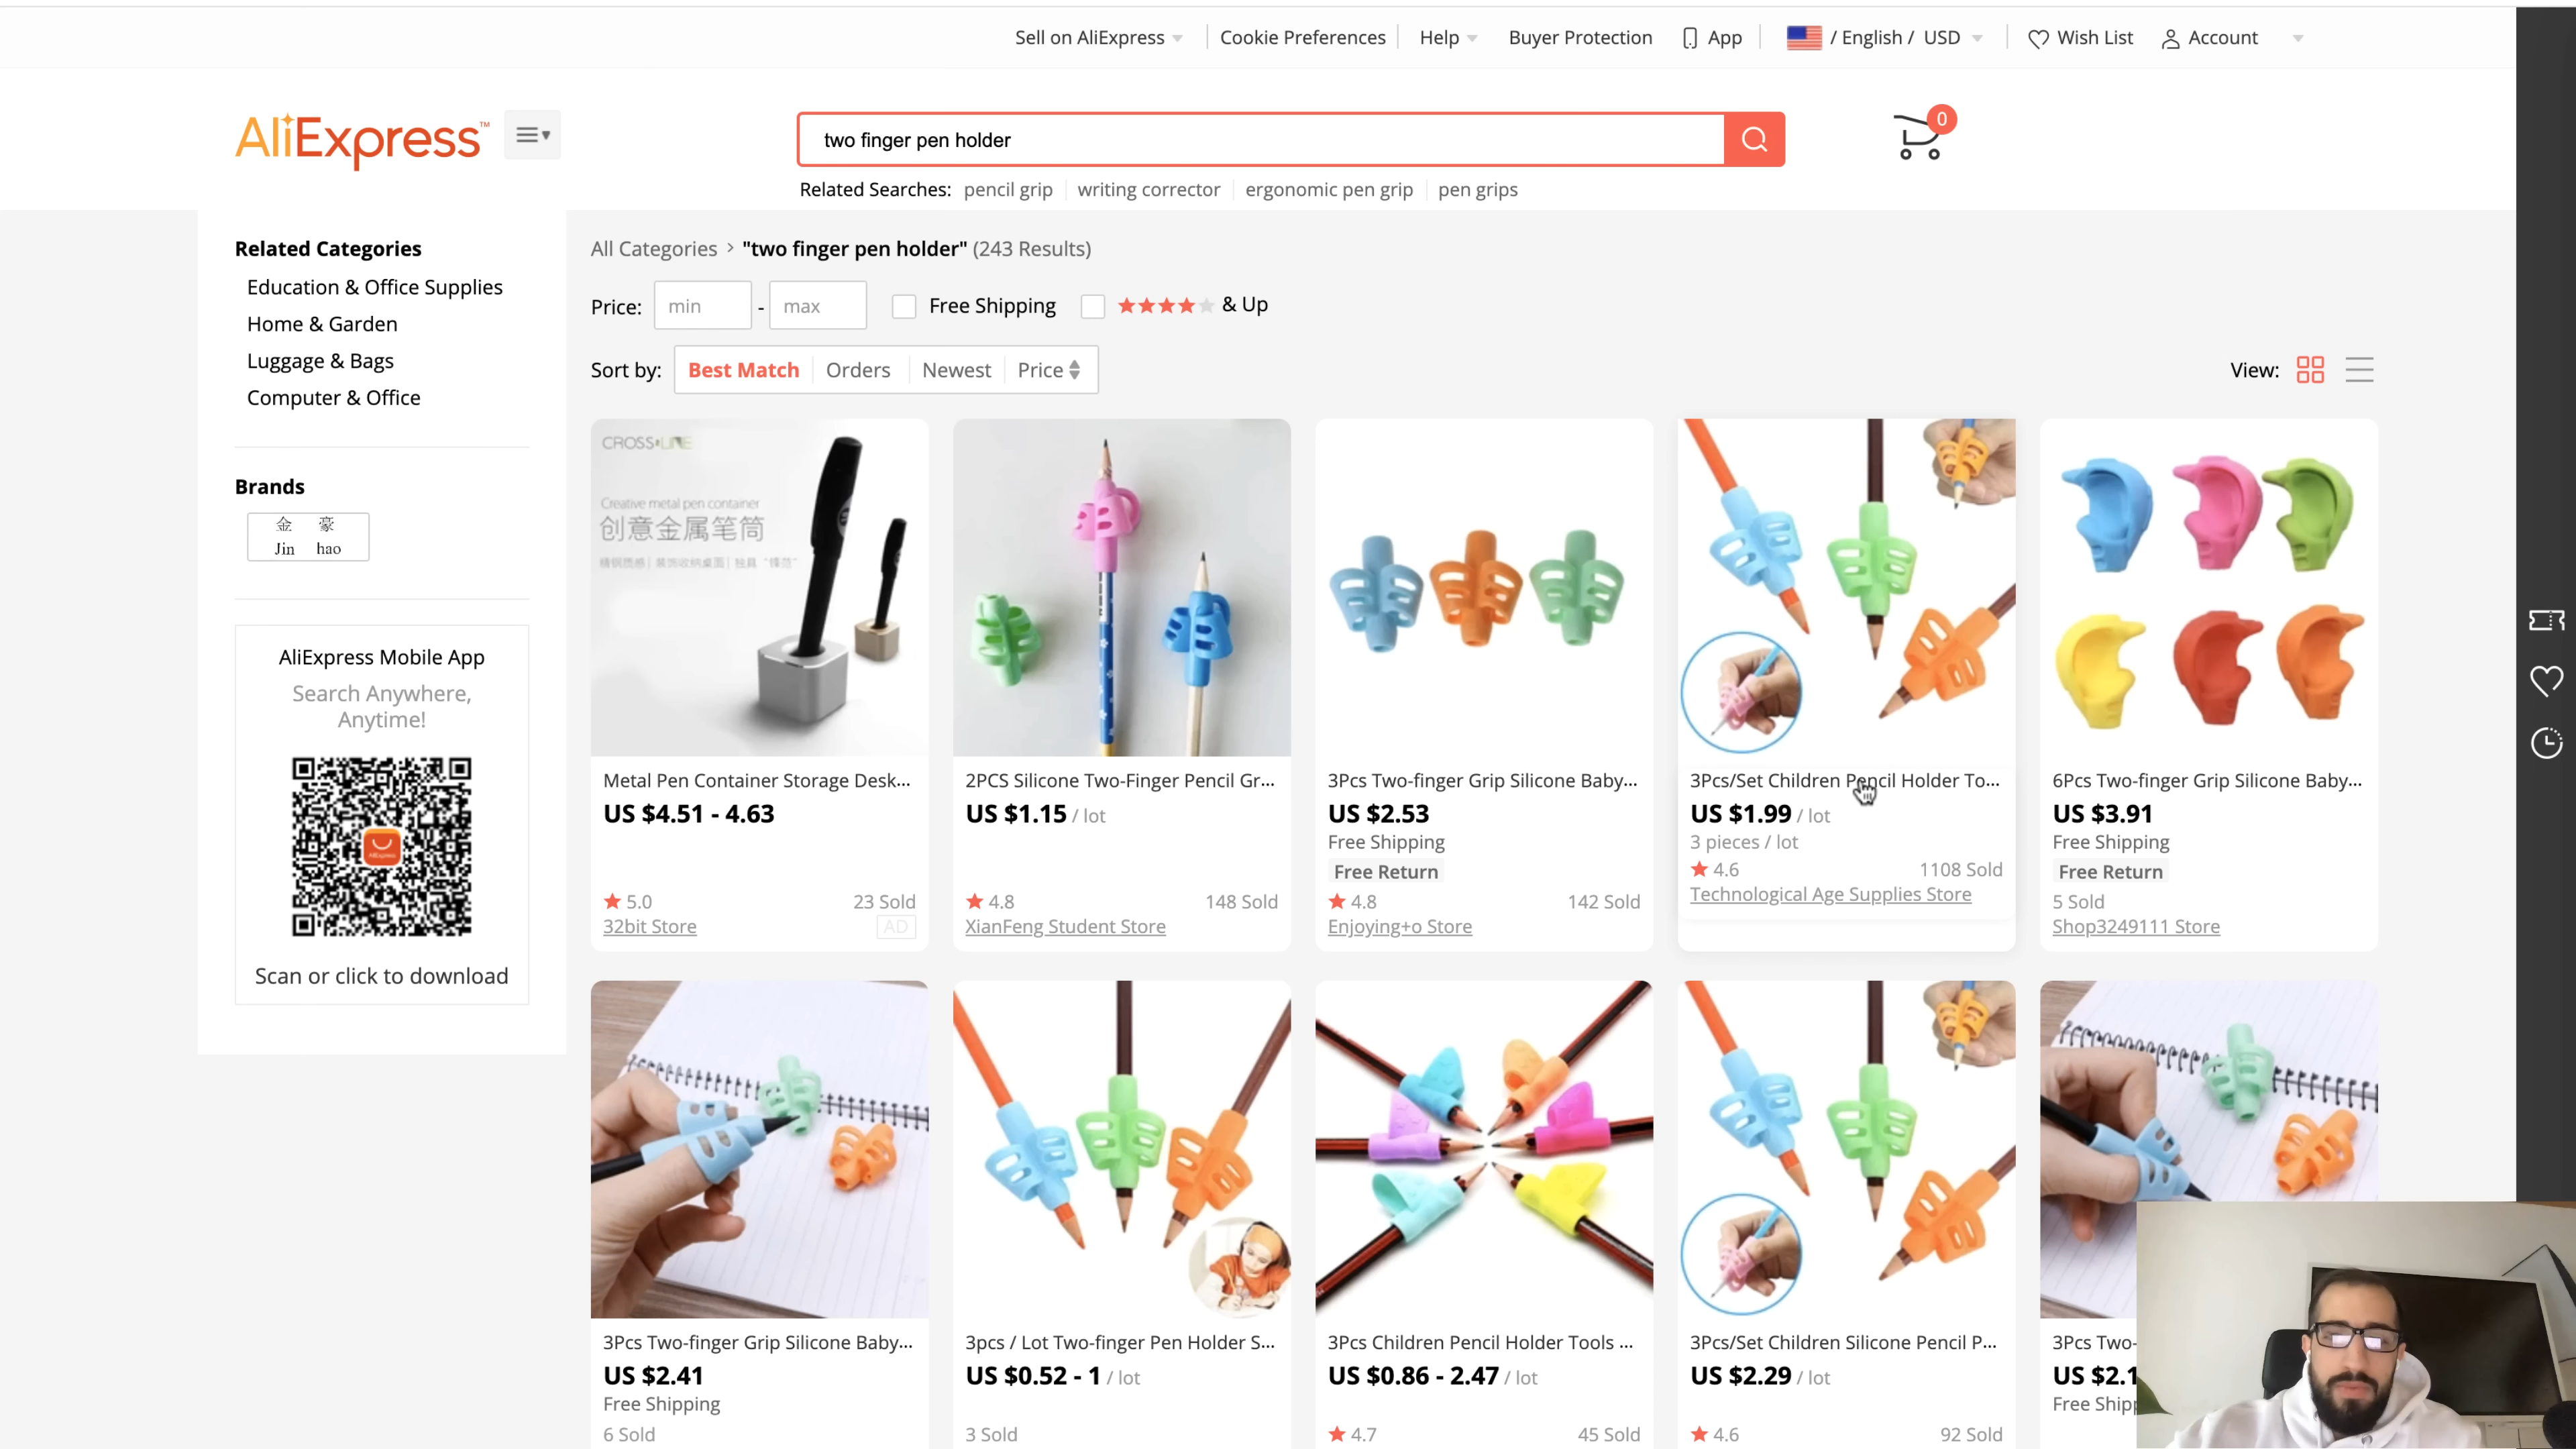 Sell on AliExpress
Cookie Preferences
Help
Buyer Protection
App
/ English / USD
Wish List
Account
AliExpress™
two finger pen holder
0
Related Searches: pencil grip writing corrector ergonomic pen grip pen grips
Related Categories
Education & Office Supplies
Home & Garden
Luggage & Bags
Computer & Office
Brands
金 豪
Jin hao
AliExpress Mobile App
Search Anywhere,
Anytime!
AliExpress
Scan or click to download
All Categories > "two finger pen holder" (243 Results)
Price: min - max Free Shipping & Up
Sort by: Best Match Orders Newest Price
View:
CROSS LINE
Creative metal pen container
创意金属笔筒
Metal Pen Container Storage Desk...
US $4.51 - 4.63
5.0 23 Sold
32bit Store AD
2PCS Silicone Two-Finger Pencil Gr...
US $1.15 / lot
4.8 148 Sold
XianFeng Student Store
3Pcs Two-finger Grip Silicone Baby...
US $2.53
Free Shipping
Free Return
4.8 142 Sold
Enjoying+o Store
3Pcs/Set Children Pencil Holder To...
US $1.99 / lot
3 pieces / lot
4.6 1108 Sold
Technological Age Supplies Store
6Pcs Two-finger Grip Silicone Baby...
US $3.91
Free Shipping
Free Return
5 Sold
Shop3249111 Store
3Pcs Two-finger Grip Silicone Baby...
US $2.41
Free Shipping
6 Sold
3pcs / Lot Two-finger Pen Holder S...
US $0.52 - 1 / lot
3 Sold
3Pcs Children Pencil Holder Tools ...
US $0.86 - 2.47 / lot
4.7 45 Sold
3Pcs/Set Children Silicone Pencil P...
US $2.29 / lot
4.6 92 Sold
3Pcs Two-
US $2.1
Free Shipp